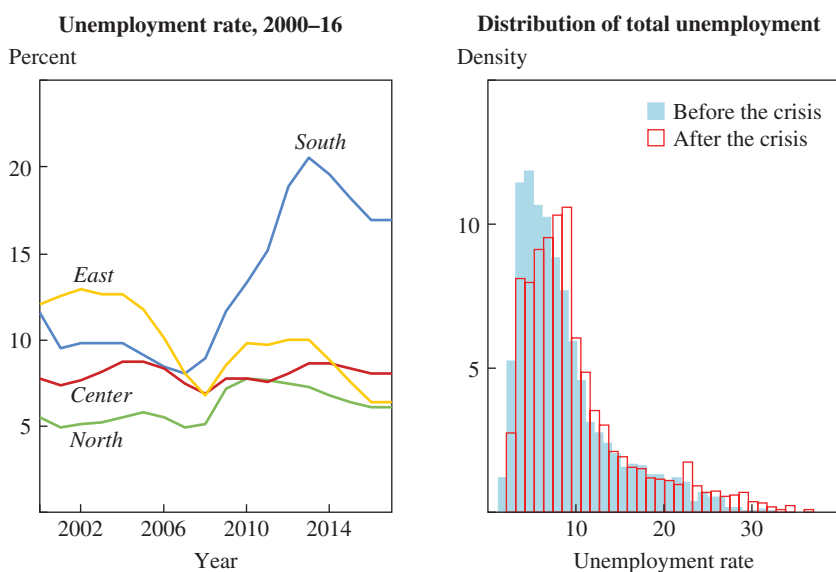 Unemployment rate, 2000–16
Percent
20
15
10
5
South
East
Center
North
2002 2006 2010 2014
Year
Distribution of total unemployment
Density
Before the crisis
After the crisis
10
5
10 20 30
Unemployment rate